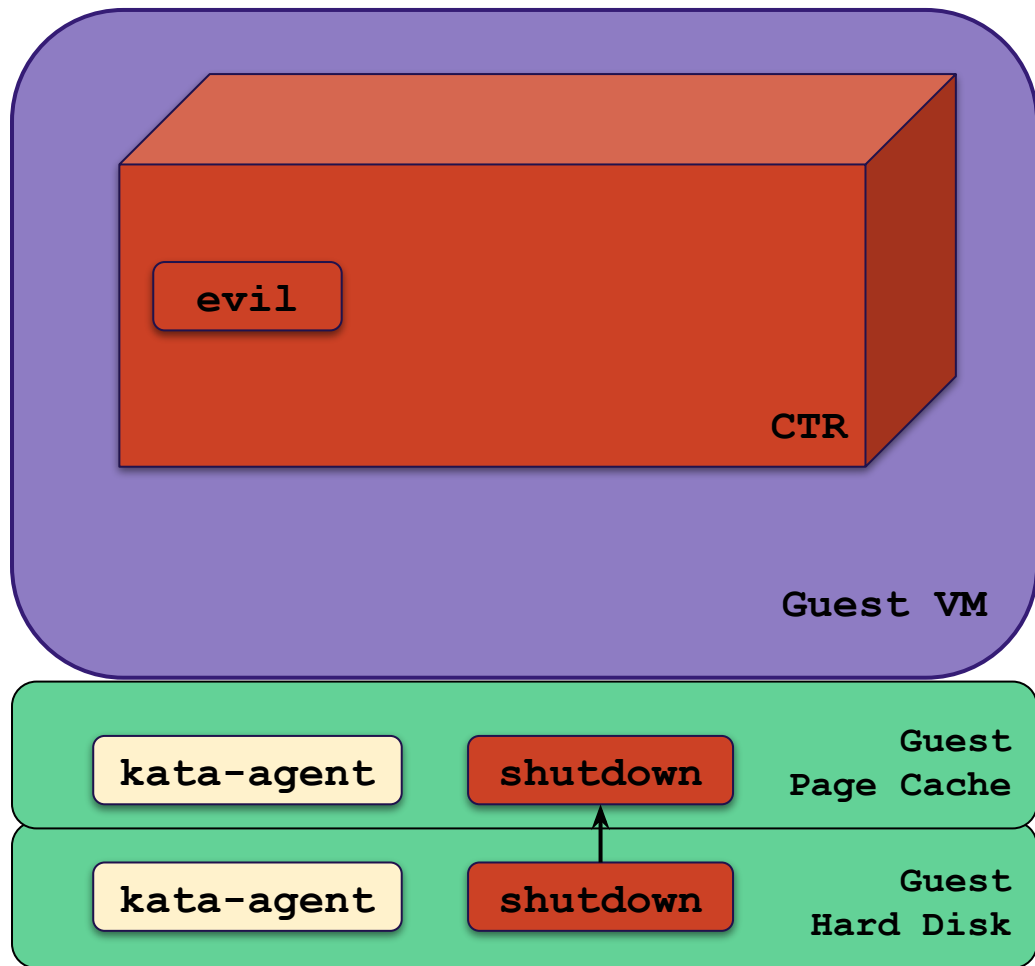 evil
CTR
Guest VM
kata-agent
shutdown
Guest
Page Cache
kata-agent
shutdown
Guest
Hard Disk